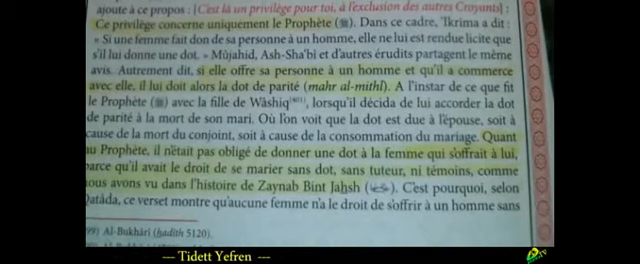 ajoute à ce propos : [C'est là un privilège pour toi, à l'exclusion des autres Croyants] :
Ce privilège concerne uniquement le Prophète (ﷺ). Dans ce cadre, 'Ikrima a dit :
« Si une femme fait don de sa personne à un homme, elle ne lui est rendue licite que
s'il lui donne une dot. » Mûjahid, Ash-Sha'bî et d'autres érudits partagent le même
avis. Autrement dit, si elle offre sa personne à un homme et qu'il a commerce
avec elle, il lui doit alors la dot de parité (mahr al-mithl). A l'instar de ce que fit
le Prophète (ﷺ) avec la fille de Wâshiq, lorsqu'il décida de lui accorder la dot
de parité à la mort de son mari. Où l'on voit que la dot est due à l'épouse, soit à
cause de la mort du conjoint, soit à cause de la consommation du mariage. Quant
au Prophète, il n'était pas obligé de donner une dot à la femme qui s'offrait à lui,
parce qu'il avait le droit de se marier sans dot, sans tuteur, ni témoins, comme
nous avons vu dans l'histoire de Zaynab Bint Jahsh. C'est pourquoi, selon
Qatâda, ce verset montre qu'aucune femme n'a le droit de s'offrir à un homme sans
Al-Bukhârî (hadith 5120).
--- Tidett Yefren ---